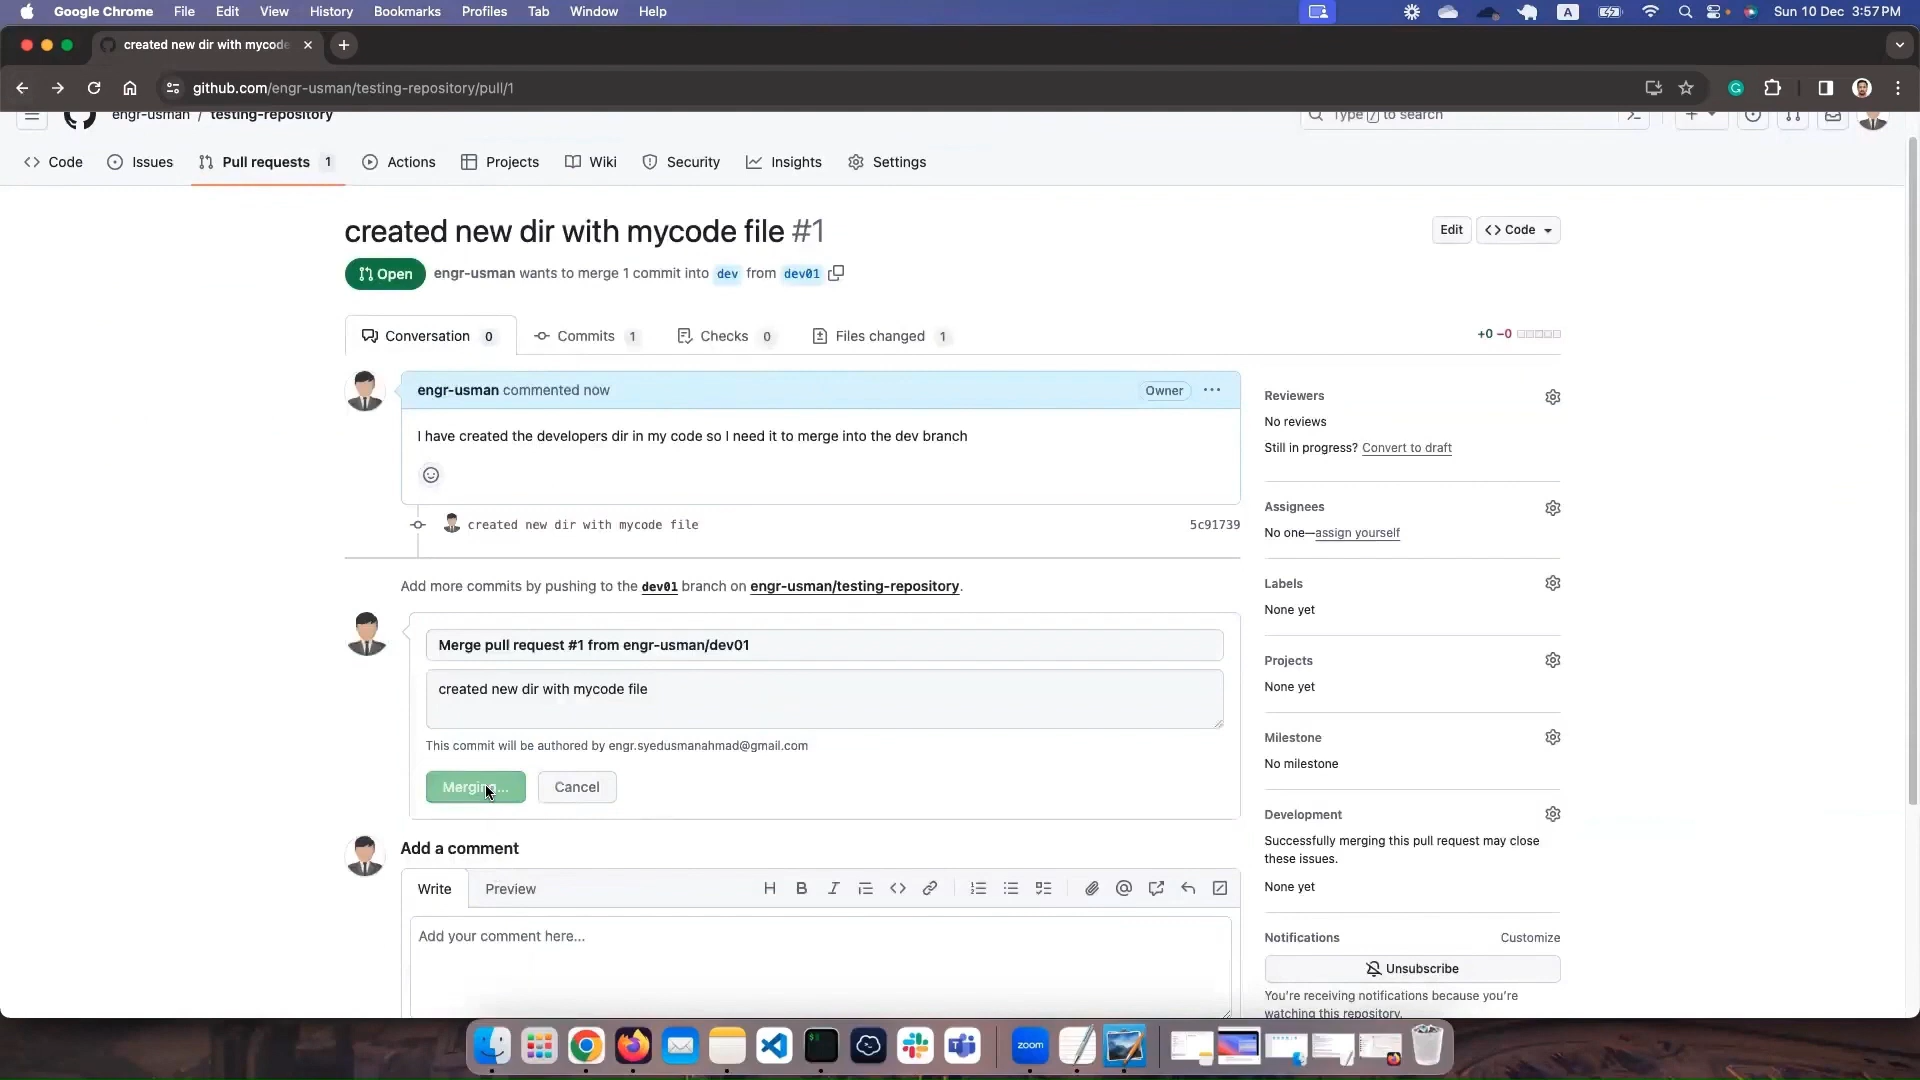 Google Chrome File Edit View History Bookmarks Profiles Tab Window Help A Sun 10 Dec 3:57 PM
created new dir with mycode
github.com/engr-usman/testing-repository/pull/1
engr-usman / testing-repository Type / to search
Code Issues Pull requests 1 Actions Projects Wiki Security Insights Settings
created new dir with mycode file #1
Edit <> Code
Open engr-usman wants to merge 1 commit into dev from dev01
Conversation 0 Commits 1 Checks 0 Files changed 1 +0 −0
engr-usman commented now Owner ...
I have created the developers dir in my code so I need it to merge into the dev branch
created new dir with mycode file 5c91739
Add more commits by pushing to the dev01 branch on engr-usman/testing-repository.
Merge pull request #1 from engr-usman/dev01
created new dir with mycode file
This commit will be authored by engr.syedusmanahmad@gmail.com
Merging... Cancel
Add a comment
Write Preview H B I
Add your comment here...
Reviewers
No reviews
Still in progress? Convert to draft
Assignees
No one—assign yourself
Labels
None yet
Projects
None yet
Milestone
No milestone
Development
Successfully merging this pull request may close
these issues.
None yet
Notifications Customize
Unsubscribe
You're receiving notifications because you're
watching this repository.
zoom